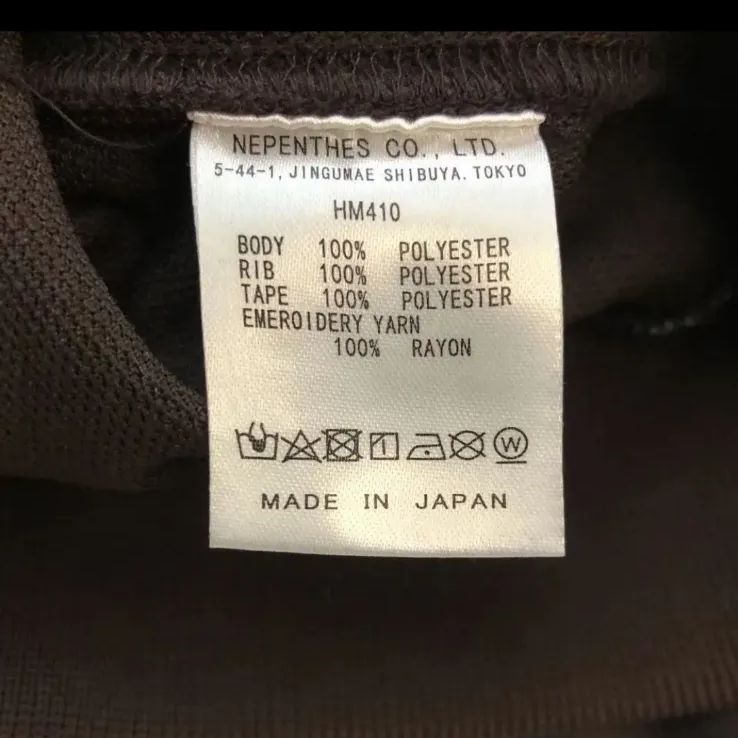 NEPENTHES CO., LTD.
5-44-1, JINGUMAE SHIBUYA. TOKYO
HM410
BODY 100% POLYESTER
RIB 100% POLYESTER
TAPE 100% POLYESTER
EMEROIDERY YARN
100% RAYON
W
MADE IN JAPAN